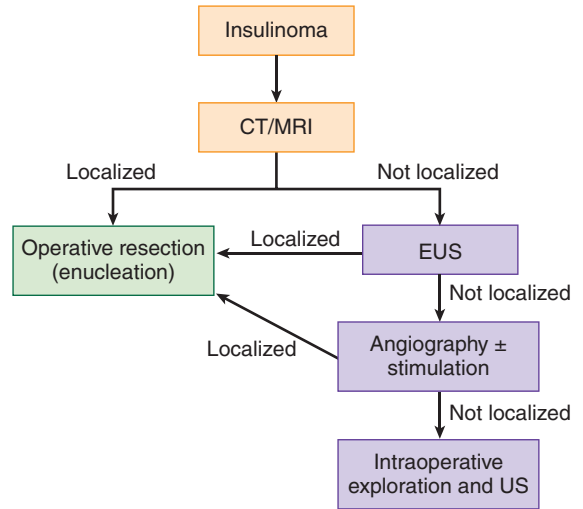 Insulinoma
CT/MRI
Localized
Not localized
Operative resection
(enucleation)
Localized
EUS
Not localized
Localized
Angiography ±
stimulation
Not localized
Intraoperative
exploration and US